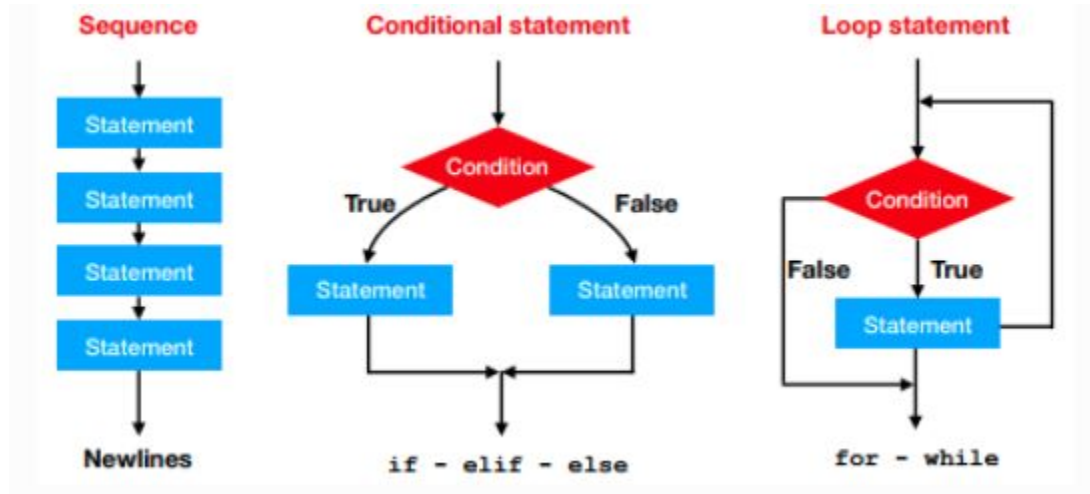 Sequence
Statement
Statement
Statement
Statement
Newlines
Conditional statement
Condition
True
False
Statement
Statement
if - elif - else
Loop statement
Condition
False
True
Statement
for - while